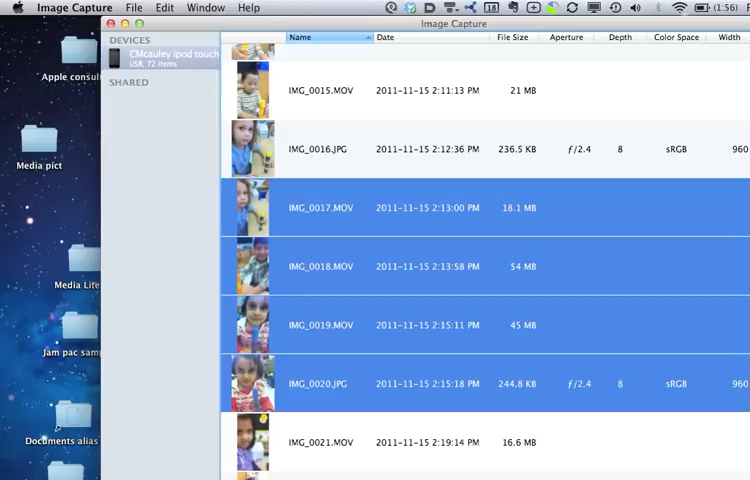 Image Capture File Edit Window Help 18 (1:56)
Image Capture
DEVICES
CMcauley ipod touch
USB, 72 items
SHARED
Name Date File Size Aperture Depth Color Space Width
IMG_0015.MOV 2011-11-15 2:11:13 PM 21 MB
IMG_0016.JPG 2011-11-15 2:12:36 PM 236.5 KB ƒ/2.4 8 sRGB 960
IMG_0017.MOV 2011-11-15 2:13:00 PM 18.1 MB
IMG_0018.MOV 2011-11-15 2:13:58 PM 54 MB
IMG_0019.MOV 2011-11-15 2:15:11 PM 45 MB
IMG_0020.JPG 2011-11-15 2:15:18 PM 244.8 KB ƒ/2.4 8 sRGB 960
IMG_0021.MOV 2011-11-15 2:19:14 PM 16.6 MB
Apple consult
Media pict
Media Lite
Jam pac samp
Documents alias